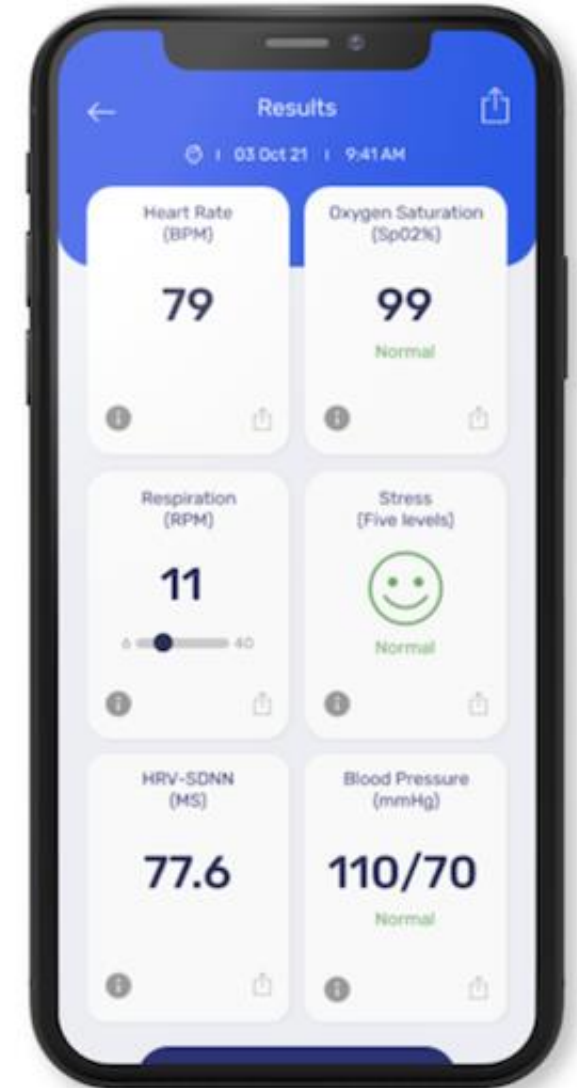 Results
03 Oct 21 | 9:41 AM
Heart Rate
(BPM)
79
Oxygen Saturation
(Sp02%)
99
Normal
Respiration
(RPM)
11
6 40
Stress
(Five levels)
Normal
HRV-SDNN
(MS)
77.6
Blood Pressure
(mmHg)
110/70
Normal